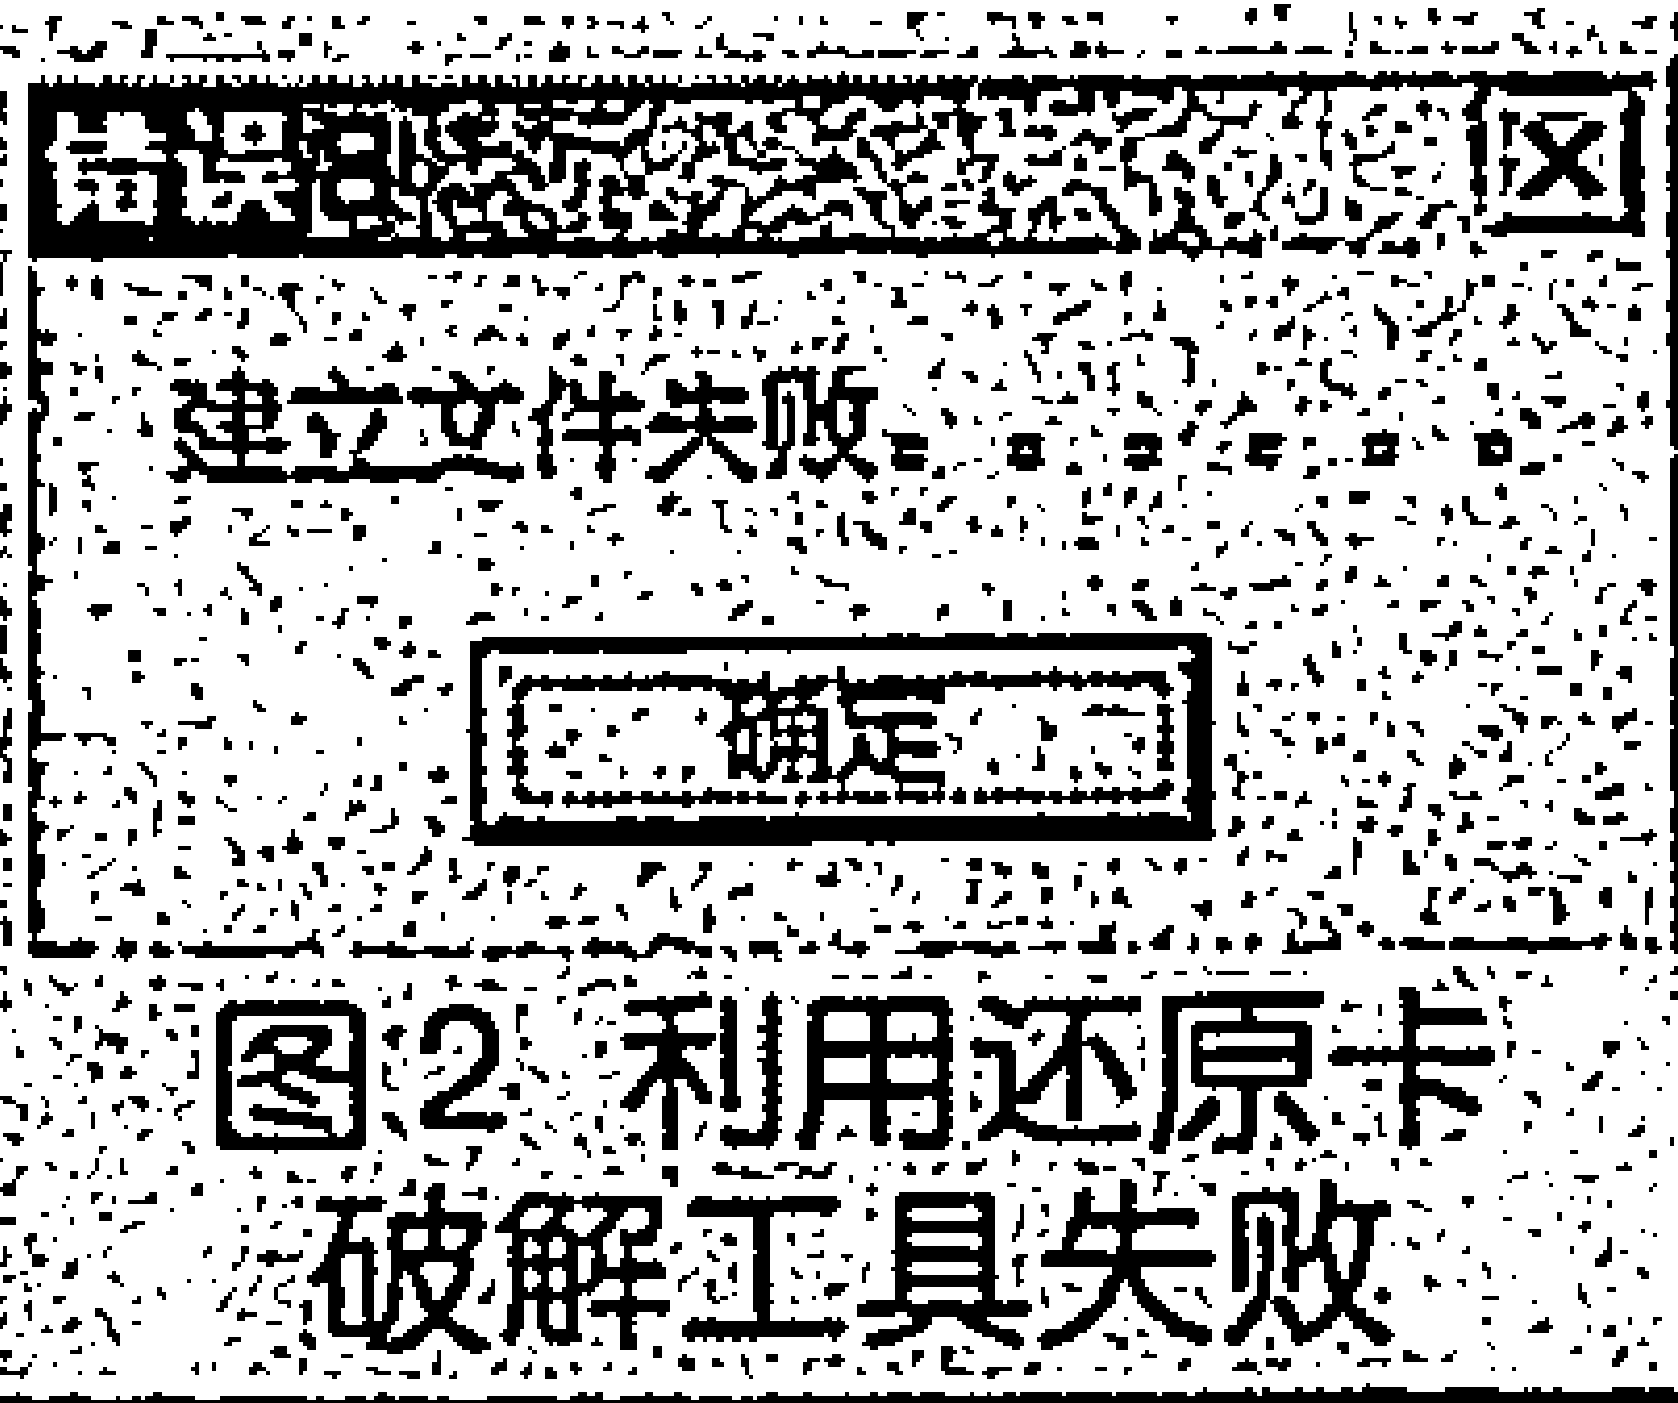 错误
建立文件失败。。。。。。
确定
图2 利用还原卡
破解工具失败